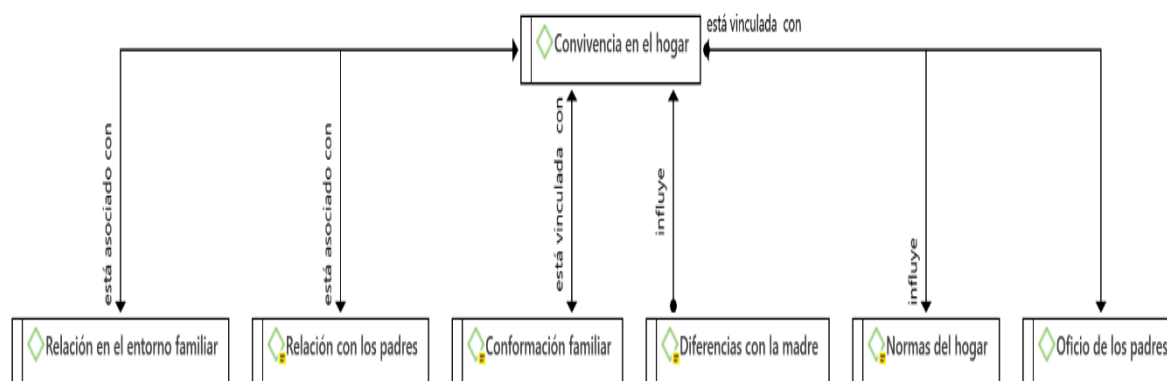 está vinculada con
Convivencia en el hogar
está asociado con
está asociado con
está vinculada con
influye
influye
Relación en el entorno familiar
Relación con los padres
Conformación familiar
Diferencias con la madre
Normas del hogar
Oficio de los padres